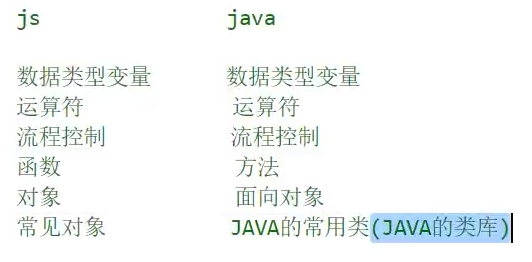 js java
数据类型变量 数据类型变量
运算符 运算符
流程控制 流程控制
函数 方法
对象 面向对象
常见对象 JAVA的常用类(JAVA的类库)